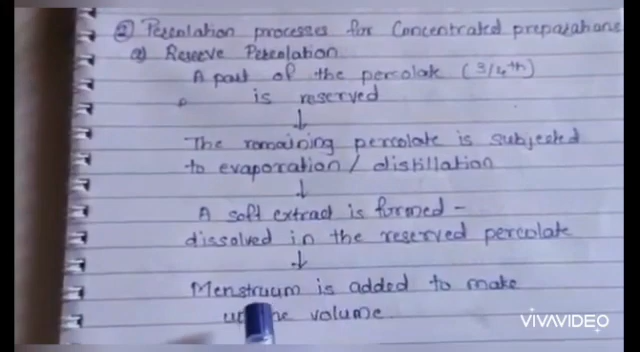 ② Percolation processes for Concentrated preparations
a) Reserve Percolation
A part of the percolate (3/4th)
is reserved
↓
The remaining percolate is subjected
to evaporation / distillation
↓
A soft extract is formed -
dissolved in the reserved percolate
↓
Menstruum is added to make
volume
VIVAVIDEO